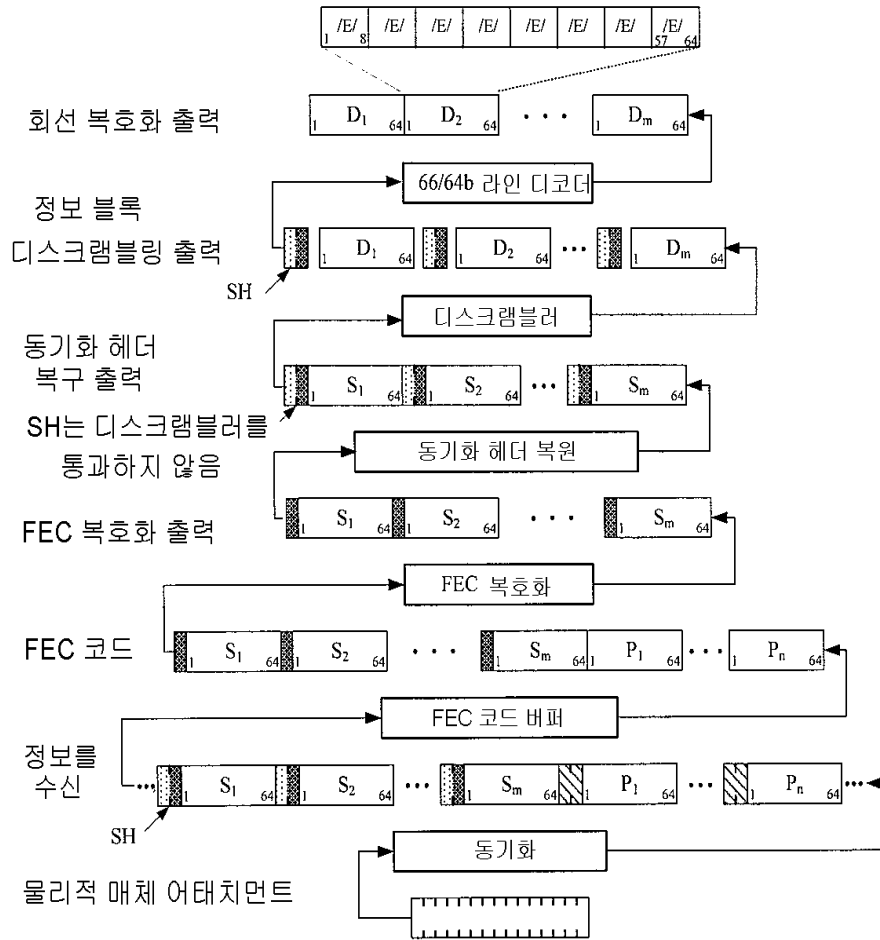 /E/ /E/ /E/ /E/ /E/ /E/ /E/ /E/
1 8 57 64
회선 복호화 출력
1 D1 64 1 D2 64 · · · 1 Dm 64
66/64b 라인 디코더
정보 블록
디스크램블링 출력
1 D1 64 1 D2 64 ··· 1 Dm 64
SH
디스크램블러
동기화 헤더
복구 출력
1 S1 64 1 S2 64 ··· 1 Sm 64
SH는 디스크램블러를
통과하지 않음
동기화 헤더 복원
FEC 복호화 출력
1 S1 64 1 S2 64 · · · 1 Sm 64
FEC 복호화
FEC 코드
1 S1 64 1 S2 64 · · · 1 Sm 64 1 P1 64 ··· 1 Pn 64
FEC 코드 버퍼
정보를
수신
··· 1 S1 64 1 S2 64 ··· 1 Sm 64 1 P1 64 ··· 1 Pn 64 ···
SH
동기화
물리적 매체 어태치먼트